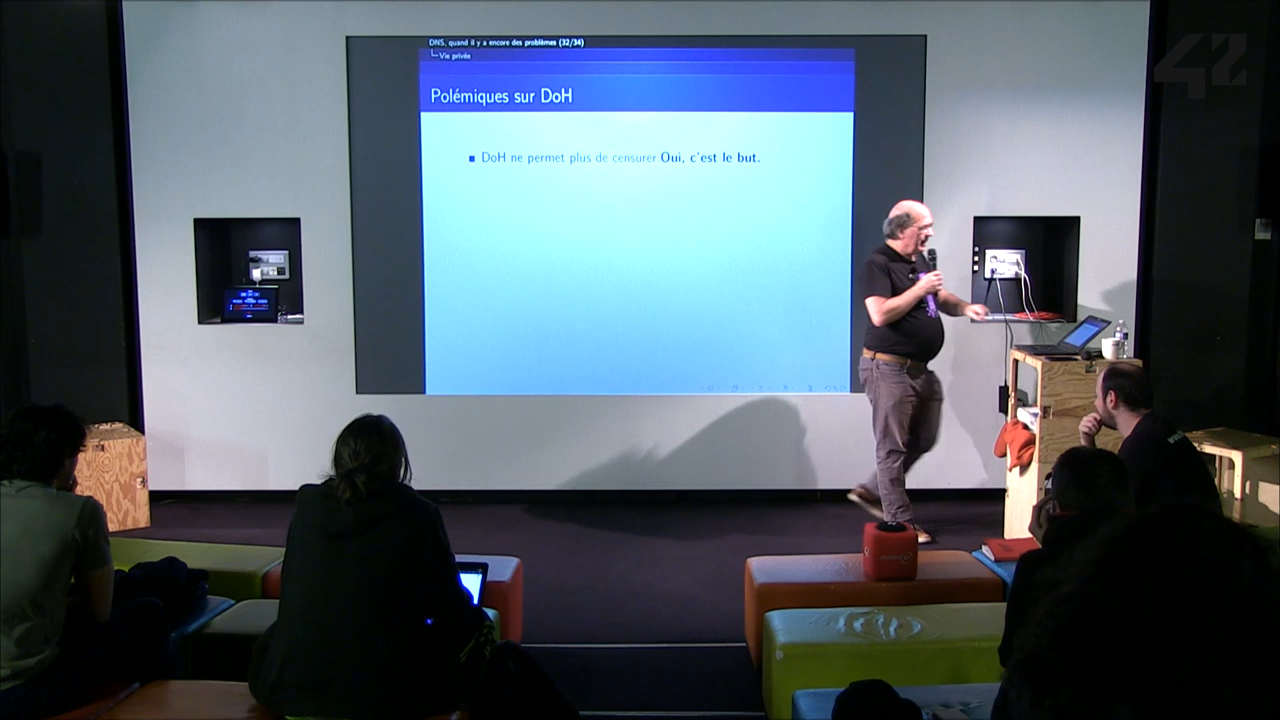 42
DNS, quand il y a encore des problèmes (32/34)
Vie privée
Polémiques sur DoH
DoH ne permet plus de censurer Oui, c'est le but.